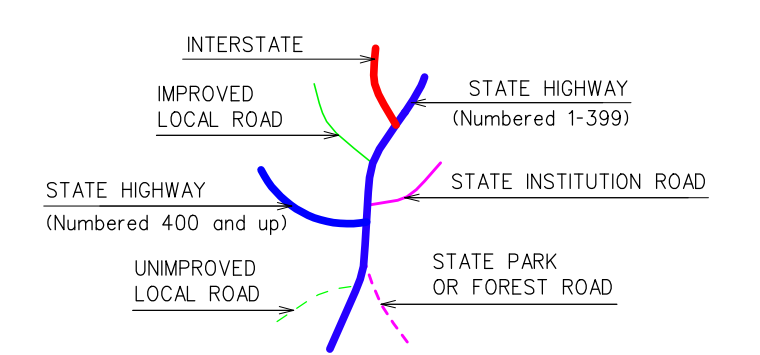 INTERSTATE
STATE HIGHWAY
(Numbered 1-399)
IMPROVED
LOCAL ROAD
STATE INSTITUTION ROAD
STATE HIGHWAY
(Numbered 400 and up)
STATE PARK
OR FOREST ROAD
UNIMPROVED
LOCAL ROAD